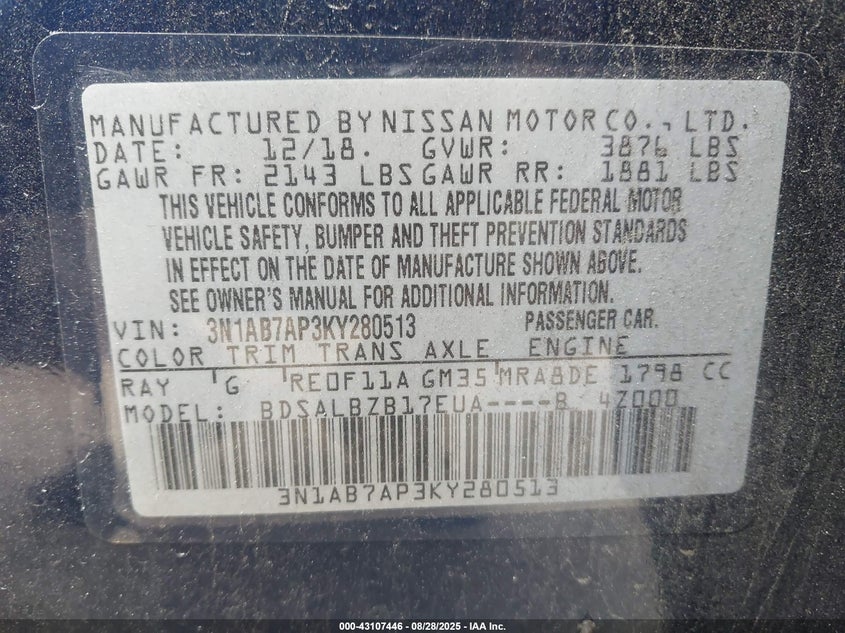 MANUFACTURED BY NISSAN MOTOR CO., LTD.
DATE: 12/18. GVWR: 3876 LBS
GAWR FR: 2143 LBS GAWR RR: 1881 LBS
THIS VEHICLE CONFORMS TO ALL APPLICABLE FEDERAL MOTOR
VEHICLE SAFETY, BUMPER AND THEFT PREVENTION STANDARDS
IN EFFECT ON THE DATE OF MANUFACTURE SHOWN ABOVE.
SEE OWNER'S MANUAL FOR ADDITIONAL INFORMATION.
VIN: 3N1AB7AP3KY280513 PASSENGER CAR.
COLOR TRIM TRANS AXLE ENGINE
RAY G RE0F11A GM35 MRA8DE 1798 CC
MODEL: BDSALBZB17EUA----B 4Z000
3N1AB7AP3KY280513
000-43107446 - 08/28/2025 - IAA Inc.